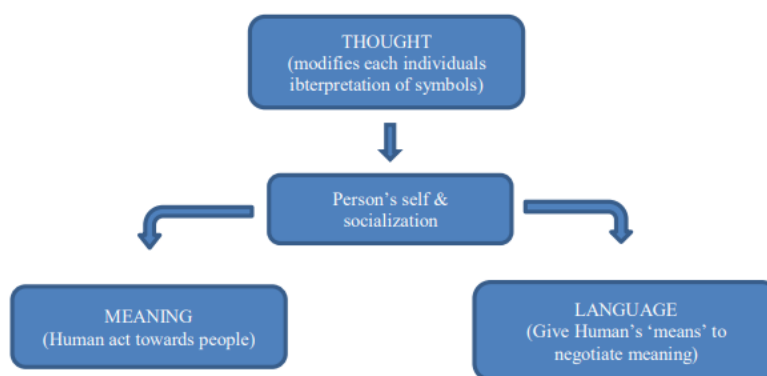 THOUGHT
(modifies each individuals
ibterpretation of symbols)
Person’s self &
socialization
MEANING
(Human act towards people)
LANGUAGE
(Give Human’s ‘means’ to
negotiate meaning)